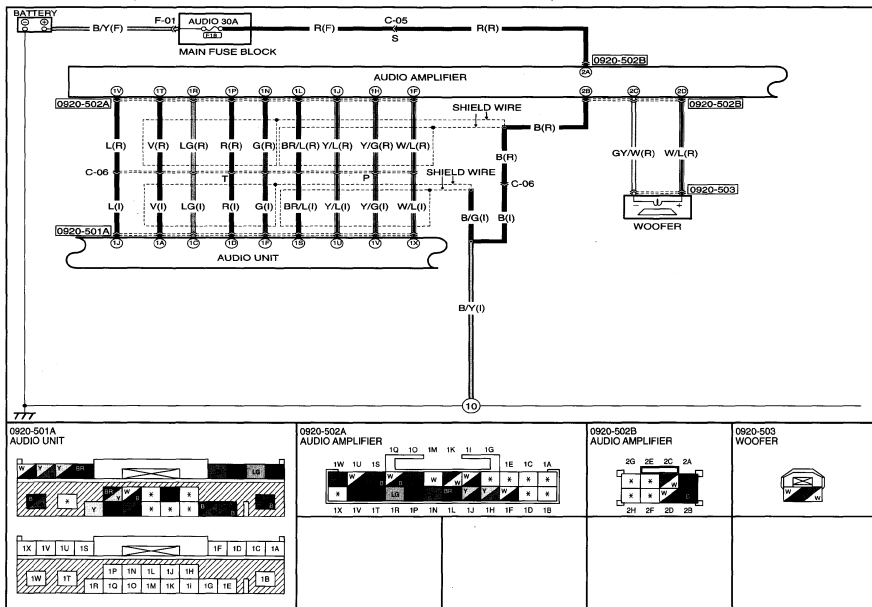 BATTERY
B/Y(F)
F-01
AUDIO 30A
F18
MAIN FUSE BLOCK
R(F)
C-05
S
R(R)
0920-502B
2A
AUDIO AMPLIFIER
0920-502A
1V 1T 1R 1P 1N 1L 1J 1H 1F
2B 2C 2D
0920-502B
SHIELD WIRE
B(R)
L(R) V(R) LG(R) R(R) G(R) BR/L(R) Y/L(R) Y/G(R) W/L(R)
B(R)
GY/W(R) W/L(R)
C-06
T
P
SHIELD WIRE
C-06
0920-503
WOOFER
L(I) V(I) LG(I) R(I) G(I) BR/L(I) Y/L(I) Y/G(I) W/L(I)
B/G(I) B(I)
0920-501A
1J 1A 1C 1D 1F 1S 1U 1V 1X
AUDIO UNIT
B/Y(I)
10
0920-501A
AUDIO UNIT
W Y Y BR LG
B * BR W * * B
Y * * * B B
1X 1V 1U 1S 1F 1D 1C 1A
1W 1T 1P 1N 1L 1J 1H 1B
1R 1Q 1O 1M 1K 1I 1G 1E
0920-502A
AUDIO AMPLIFIER
1Q 1O 1M 1K 1I 1G
1W 1U 1S 1E 1C 1A
1X 1V 1T 1R 1P 1N 1L 1J 1H 1F 1D 1B
0920-502B
AUDIO AMPLIFIER
2G 2E 2C 2A
* * W
* * W B
2H 2F 2D 2B
0920-503
WOOFER
W W